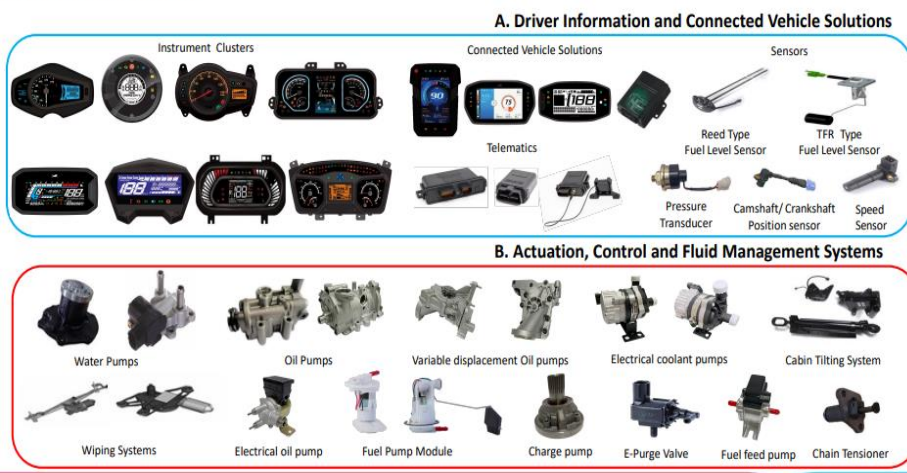 A. Driver Information and Connected Vehicle Solutions
Instrument Clusters
Connected Vehicle Solutions
Sensors
Reed Type
Fuel Level Sensor
TFR Type
Fuel Level Sensor
Telematics
Pressure
Transducer
Camshaft/ Crankshaft
Position sensor
Speed
Sensor
B. Actuation, Control and Fluid Management Systems
Water Pumps
Oil Pumps
Variable displacement Oil pumps
Electrical coolant pumps
Cabin Tilting System
Wiping Systems
Electrical oil pump
Fuel Pump Module
Charge pump
E-Purge Valve
Fuel feed pump
Chain Tensioner